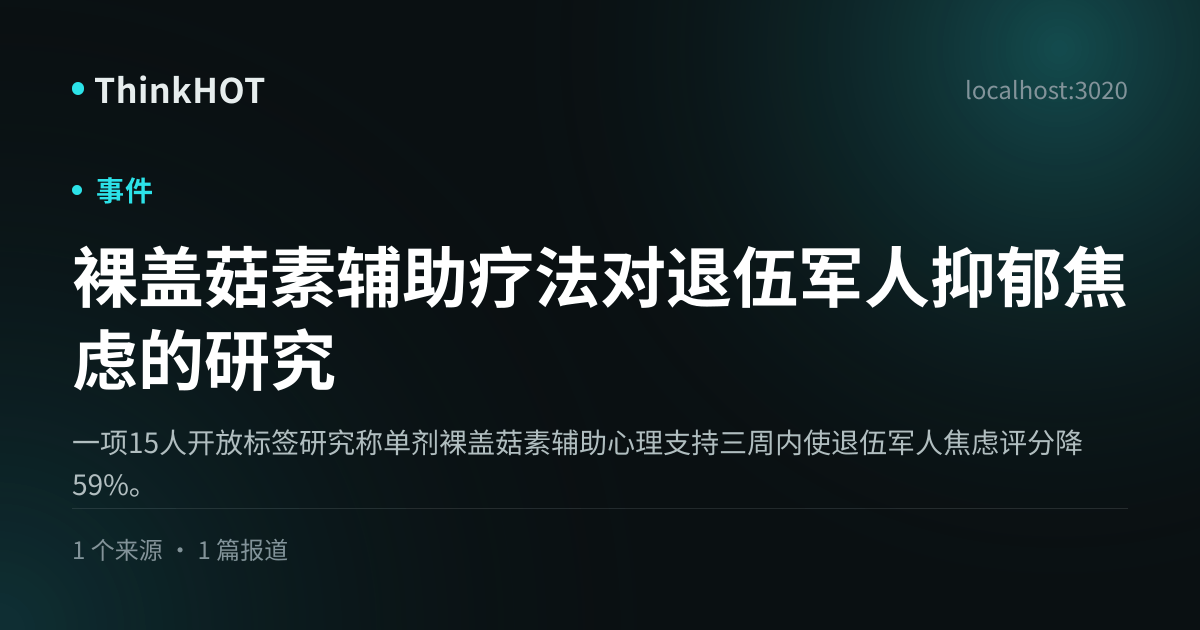 ThinkHOT
localhost:3020
事件
裸盖菇素辅助疗法对退伍军人抑郁焦
虑的研究
一项15人开放标签研究称单剂裸盖菇素辅助心理支持三周内使退伍军人焦虑评分降
59%。
1 个来源 · 1 篇报道